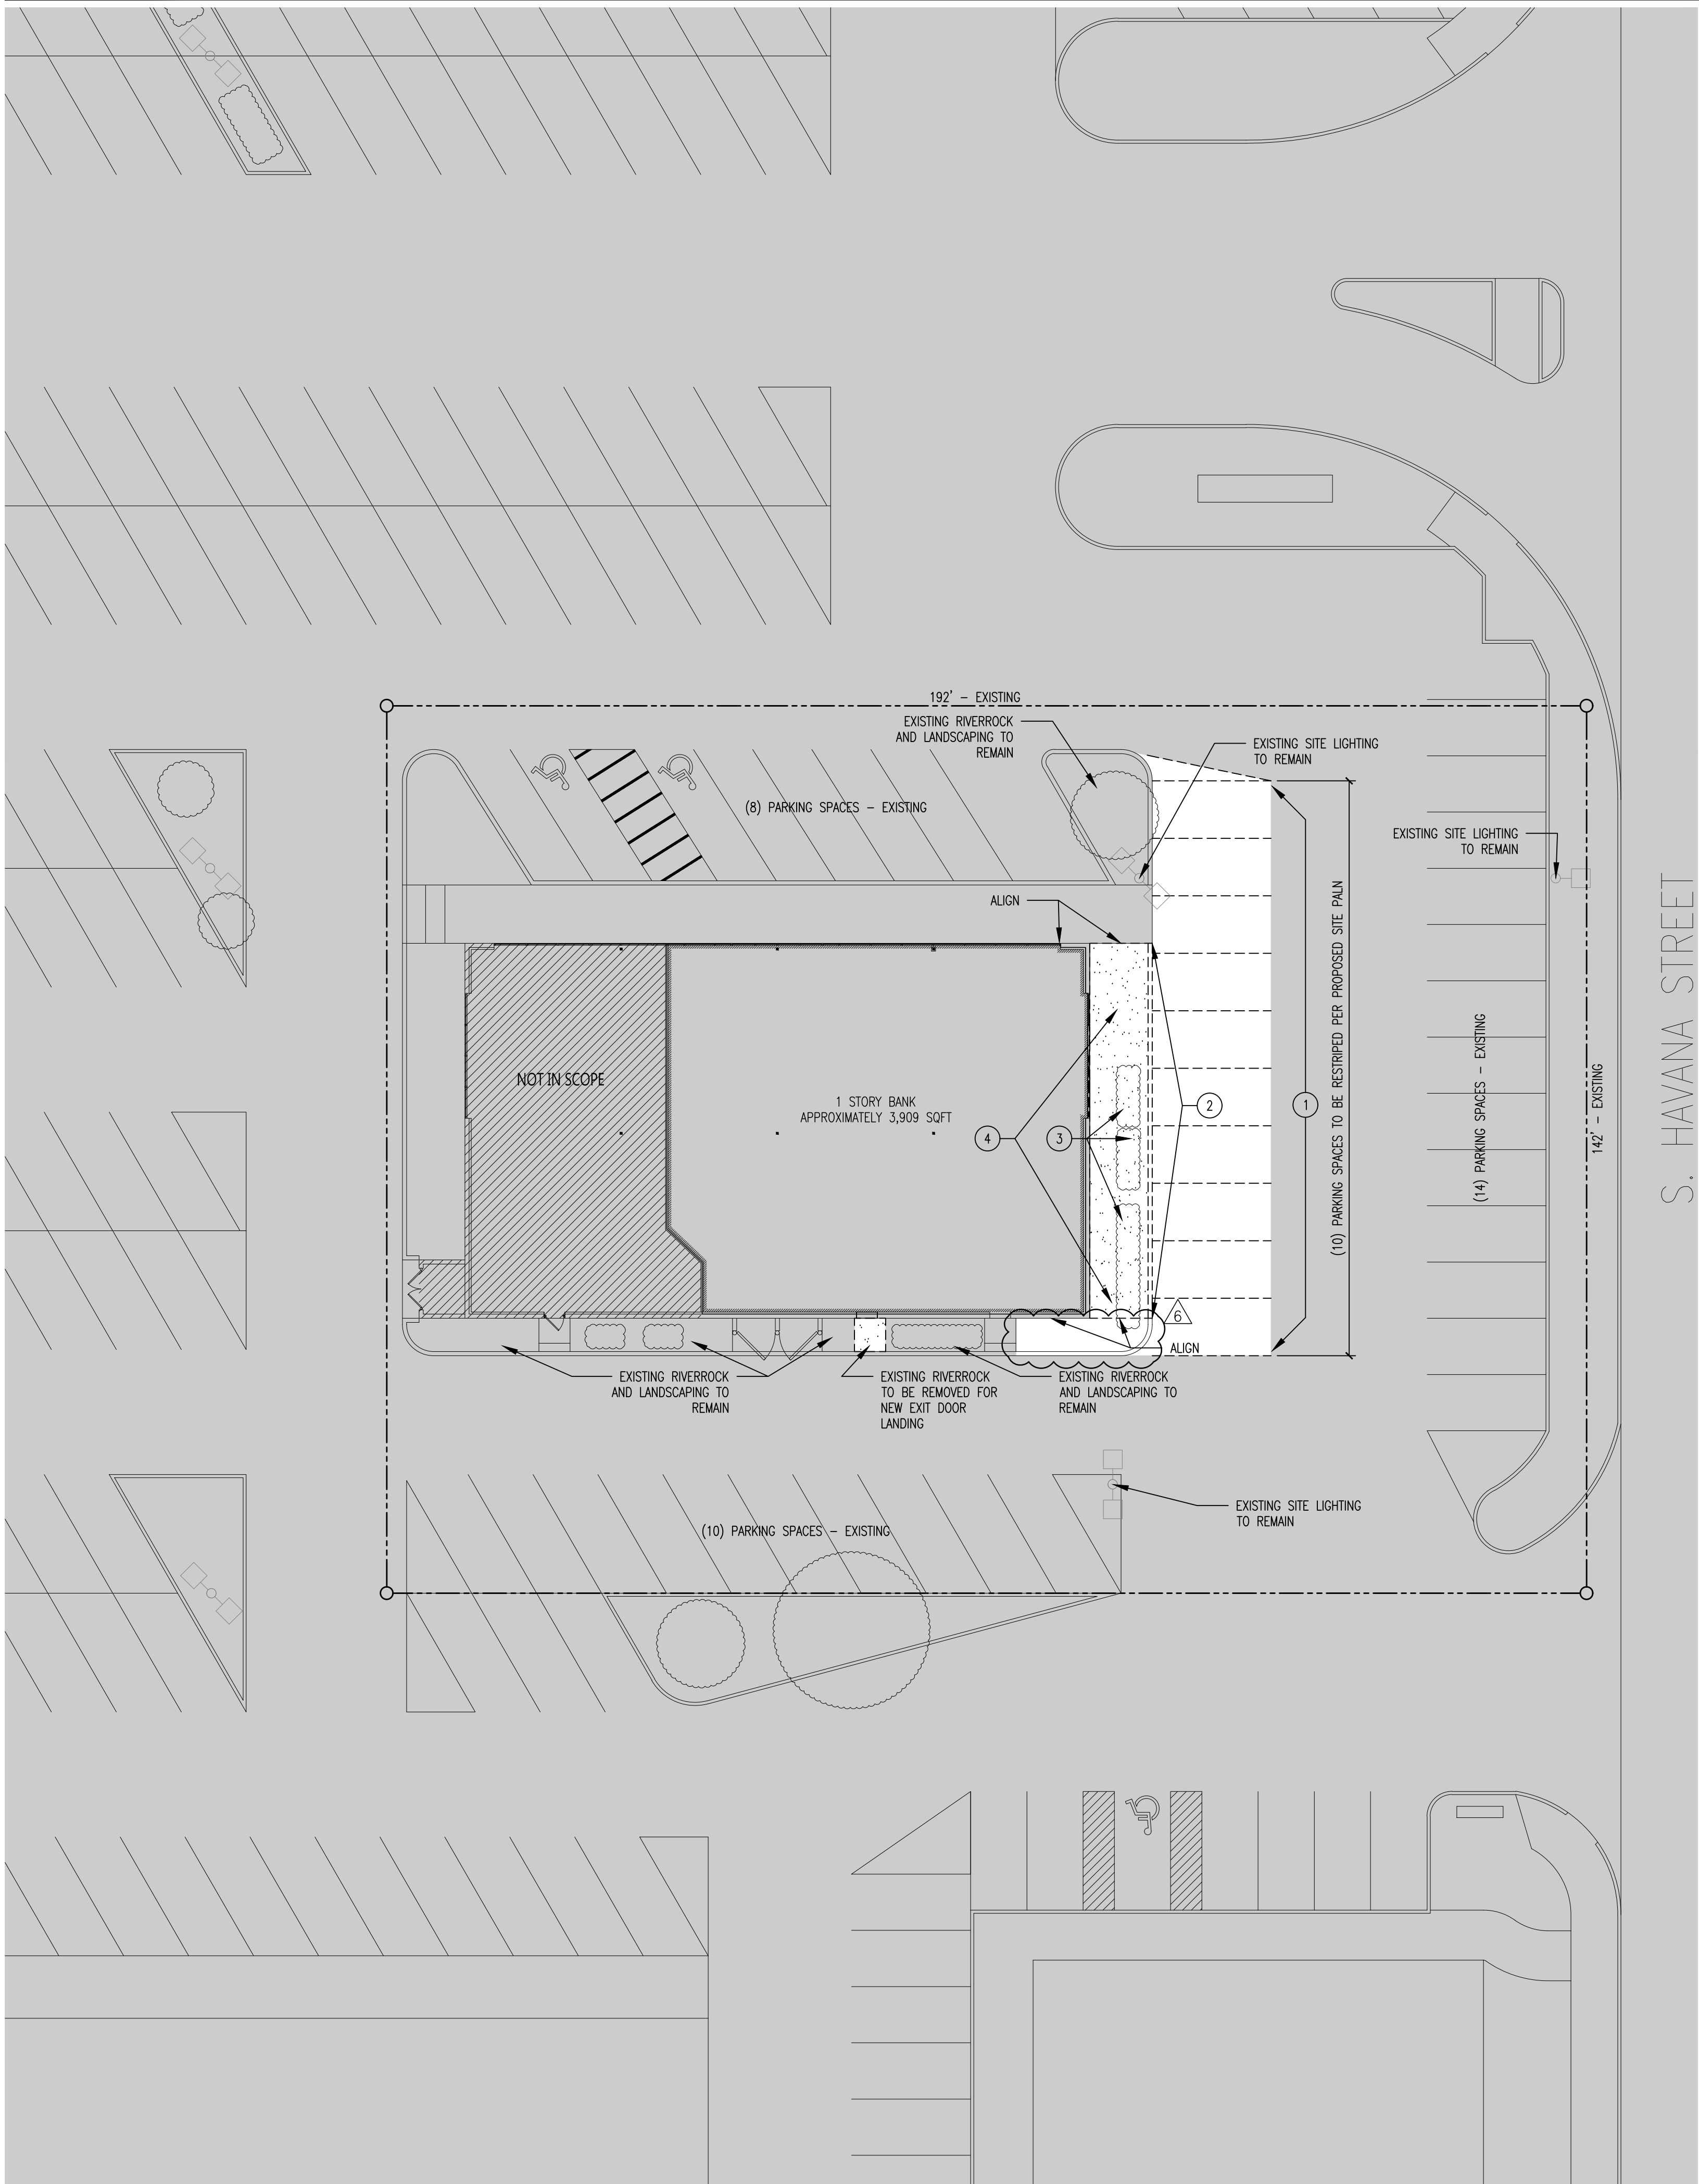 192' - EXISTING
EXISTING RIVERROCK
AND LANDSCAPING TO
REMAIN
EXISTING SITE LIGHTING
TO REMAIN
(8) PARKING SPACES - EXISTING
EXISTING SITE LIGHTING
TO REMAIN
ALIGN
(10) PARKING SPACES TO BE RESTRIPED PER PROPOSED SITE PALN
(14) PARKING SPACES - EXISTING
142' - EXISTING
S. HAVANA STREET
NOT IN SCOPE
1 STORY BANK
APPROXIMATELY 3,909 SQFT
4
3
2
1
6
ALIGN
EXISTING RIVERROCK
AND LANDSCAPING TO
REMAIN
EXISTING RIVERROCK
TO BE REMOVED FOR
NEW EXIT DOOR
LANDING
EXISTING RIVERROCK
AND LANDSCAPING TO
REMAIN
EXISTING SITE LIGHTING
TO REMAIN
(10) PARKING SPACES - EXISTING